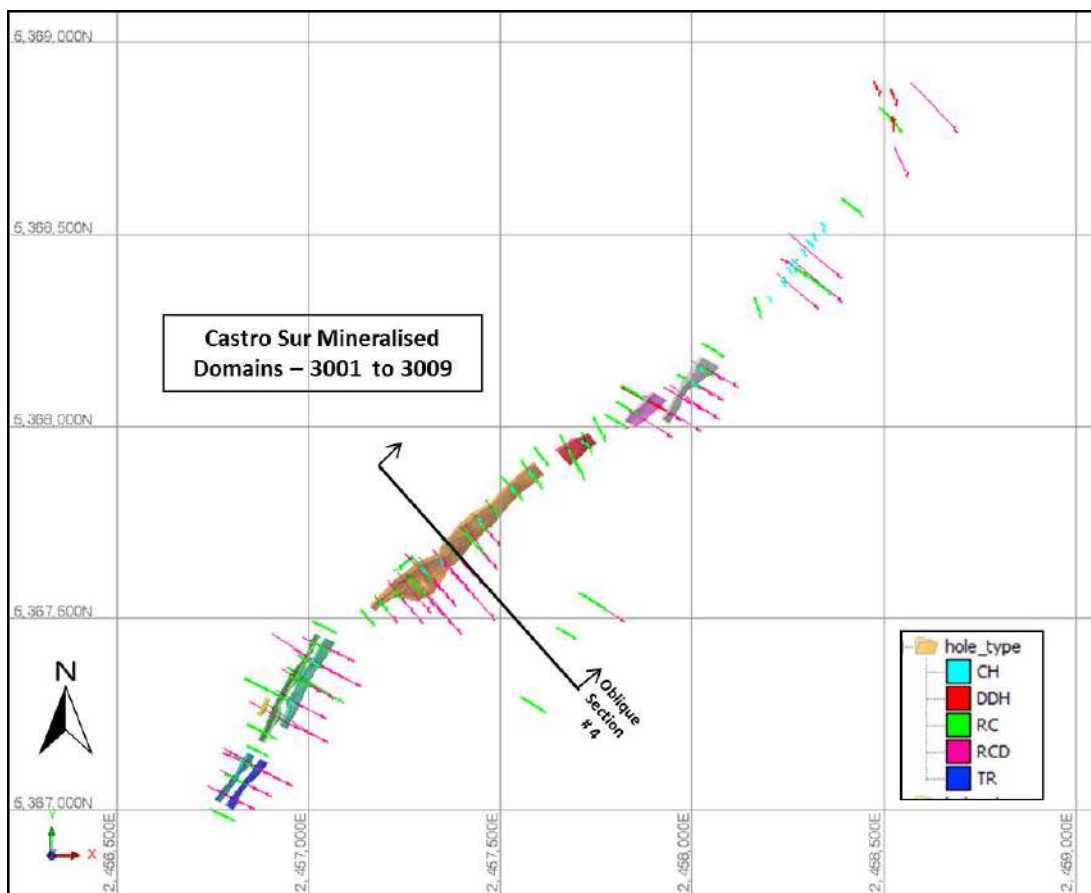 6,369,000N
6,368,500N
Castro Sur Mineralised
Domains – 3001 to 3009
6,368,000N
6,367,500N
N
Oblique
Section
#4
hole_type
CH
DDH
RC
RCD
TR
6,367,000N
Y
X
2,456,500E
2,457,000E
2,457,500E
2,458,000E
2,458,500E
2,459,000E